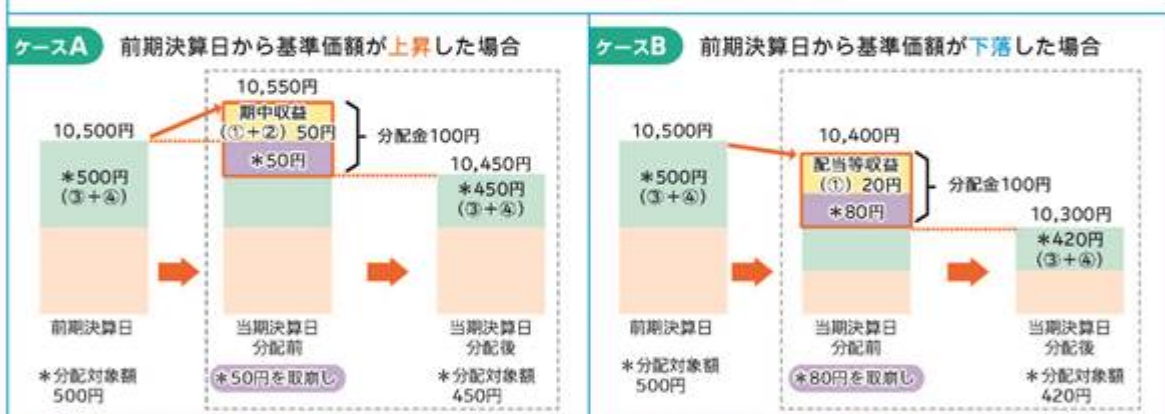 ケースA 前期決算日から基準価額が上昇した場合
10,550円
期中収益
(①+②) 50円
10,500円
分配金100円
*50円
10,450円
*500円
(③+④)
*450円
(③+④)
前期決算日
当期決算日
分配前
当期決算日
分配後
*分配対象額
500円
*50円を取崩し
*分配対象額
450円
ケースB 前期決算日から基準価額が下落した場合
10,500円
10,400円
配当等収益
(①) 20円
分配金100円
*500円
(③+④)
*80円
10,300円
*420円
(③+④)
前期決算日
当期決算日
分配前
当期決算日
分配後
*分配対象額
500円
*80円を取崩し
*分配対象額
420円